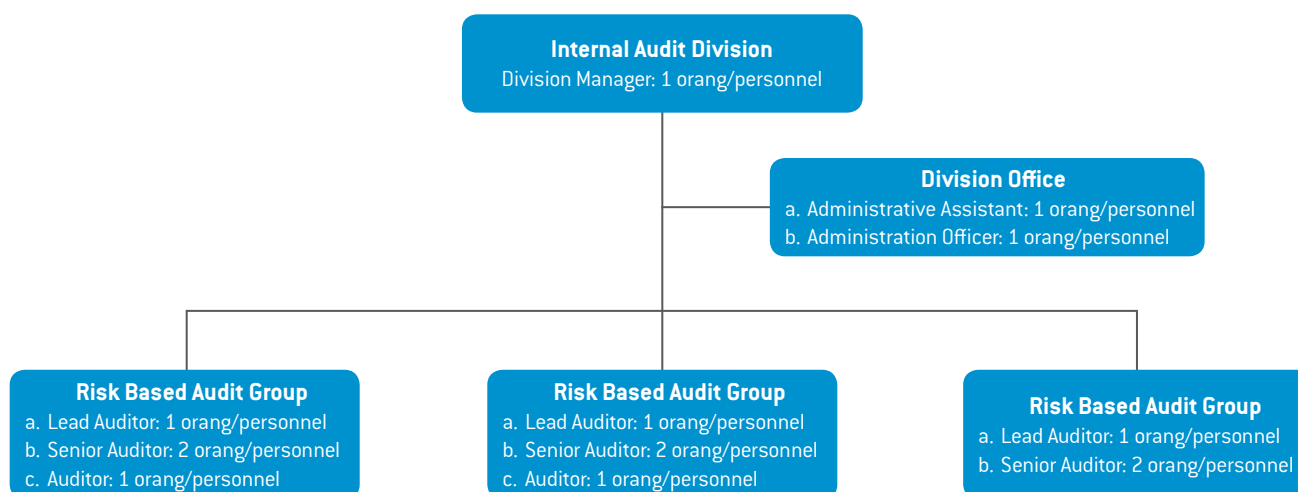 Internal Audit Division
Division Manager: 1 orang/personnel
Division Office
a. Administrative Assistant: 1 orang/personnel
b. Administration Officer: 1 orang/personnel
Risk Based Audit Group
a. Lead Auditor: 1 orang/personnel
b. Senior Auditor: 2 orang/personnel
c. Auditor: 1 orang/personnel
Risk Based Audit Group
a. Lead Auditor: 1 orang/personnel
b. Senior Auditor: 2 orang/personnel
c. Auditor: 1 orang/personnel
Risk Based Audit Group
a. Lead Auditor: 1 orang/personnel
b. Senior Auditor: 2 orang/personnel